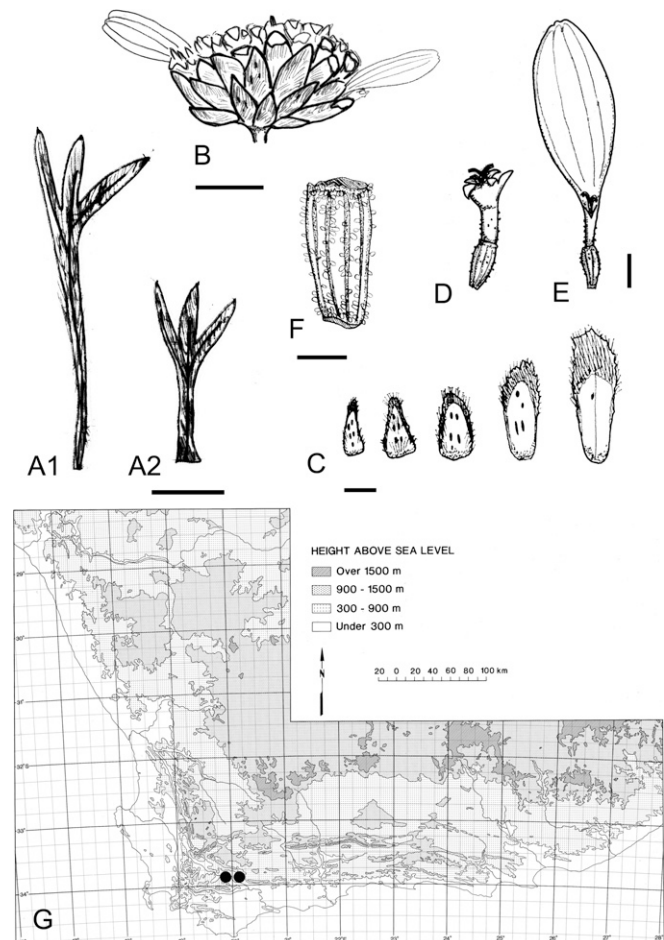 B
A1
A2
F
D
E
C
HEIGHT ABOVE SEA LEVEL
Over 1500 m
900 - 1500 m
300 - 900 m
Under 300 m
N
20 0 20 40 60 80 100 km
29°
30°
31°
32°
33°
34°
G